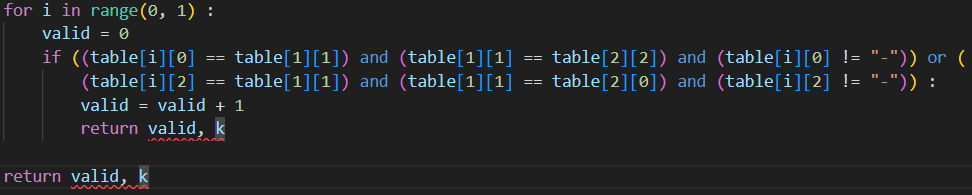 for i in range(0, 1) :
    valid = 0
    if ((table[i][0] == table[1][1]) and (table[1][1] == table[2][2]) and (table[i][0] != "-")) or (
        (table[i][2] == table[1][1]) and (table[1][1] == table[2][0]) and (table[i][2] != "-")) :
        valid = valid + 1
        return valid, k
return valid, k